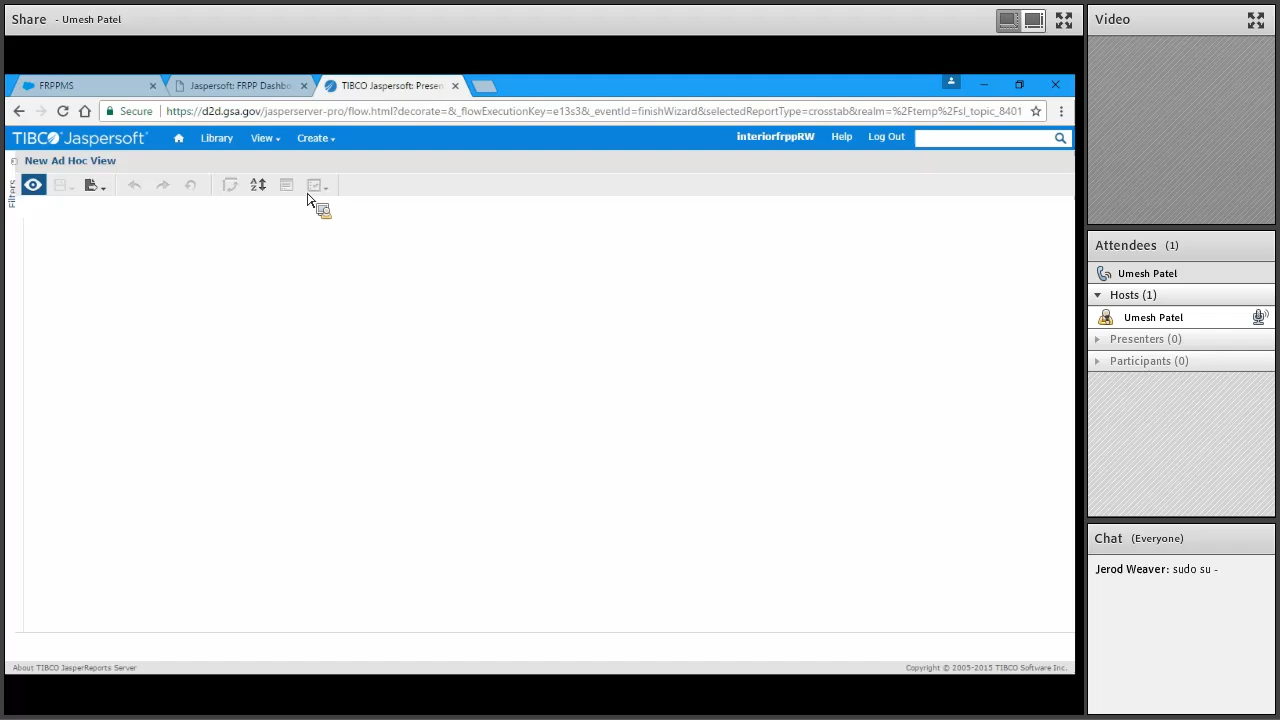 Share - Umesh Patel
FRPPMS
Jaspersoft: FRPP Dashbo
TIBCO Jaspersoft: Presen
Secure
https://d2d.gsa.gov/jasperserver-pro/flow.html?decorate=&_flowExecutionKey=e13s3&_eventId=finishWizard&selectedReportType=crosstab&realm=%2Ftemp%2Fsl_topic_8401
TIBCO Jaspersoft
Library
View
Create
interiorfrppRW
Help
Log Out
New Ad Hoc View
Filters
A Z
About TIBCO JasperReports Server
Copyright © 2005-2015 TIBCO Software Inc.
Video
Attendees (1)
Umesh Patel
Hosts (1)
Umesh Patel
Presenters (0)
Participants (0)
Chat (Everyone)
Jerod Weaver: sudo su -